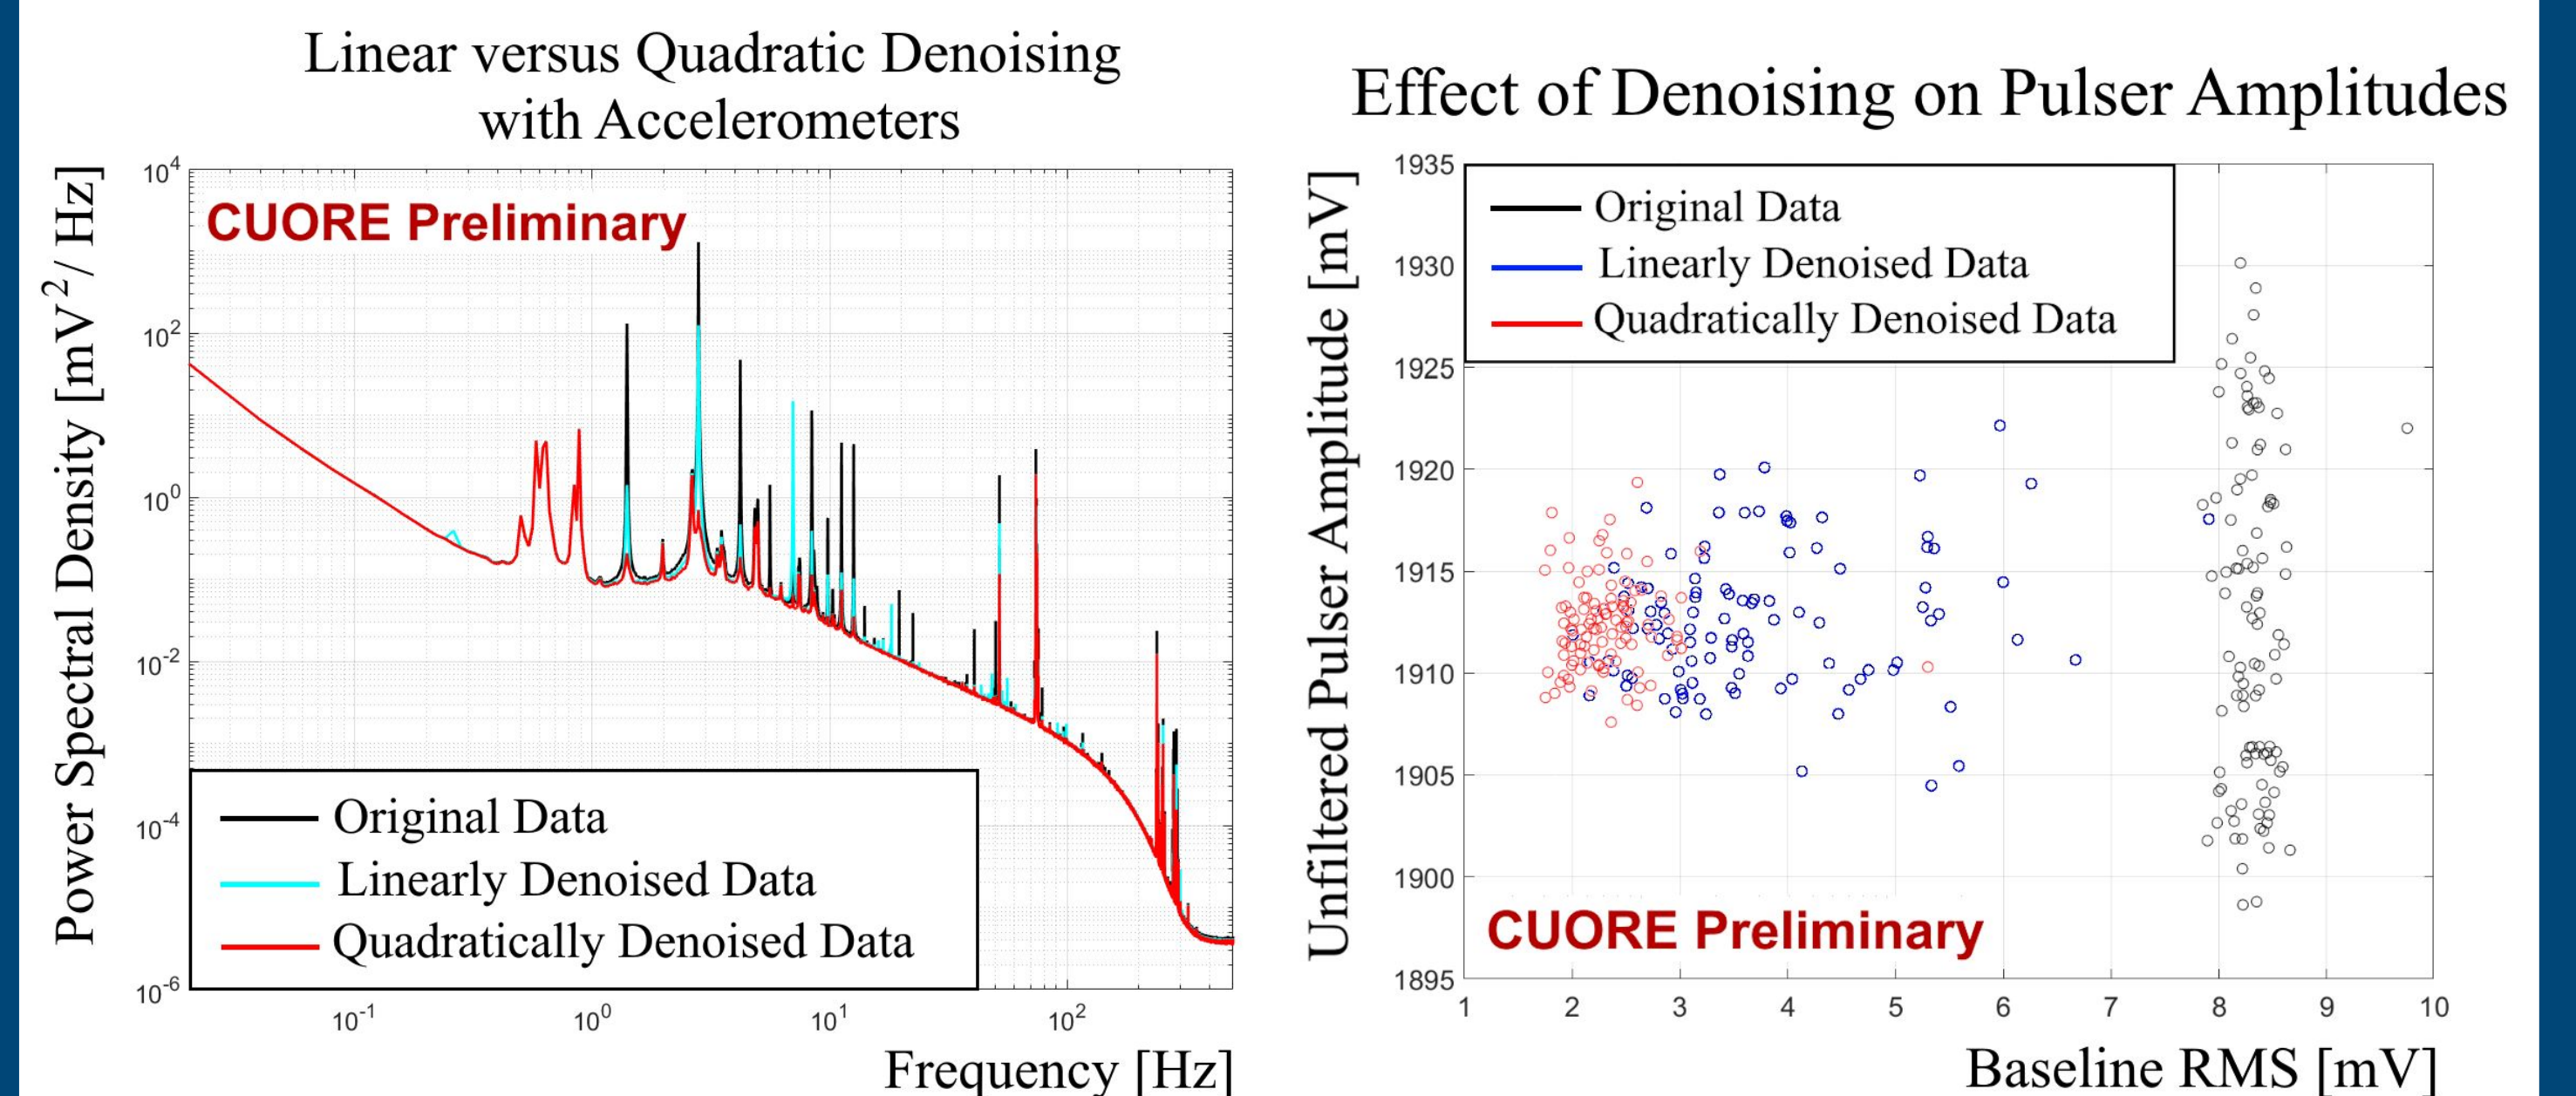 Linear versus Quadratic Denoising
with Accelerometers
Power Spectral Density [mV²/ Hz]
10⁴
10²
10⁰
10⁻²
10⁻⁴
10⁻⁶
CUORE Preliminary
Original Data
Linearly Denoised Data
Quadratically Denoised Data
10⁻¹ 10⁰ 10¹ 10²
Frequency [Hz]
Effect of Denoising on Pulser Amplitudes
Unfiltered Pulser Amplitude [mV]
1935
1930
1925
1920
1915
1910
1905
1900
1895
Original Data
Linearly Denoised Data
Quadratically Denoised Data
CUORE Preliminary
1 2 3 4 5 6 7 8 9 10
Baseline RMS [mV]